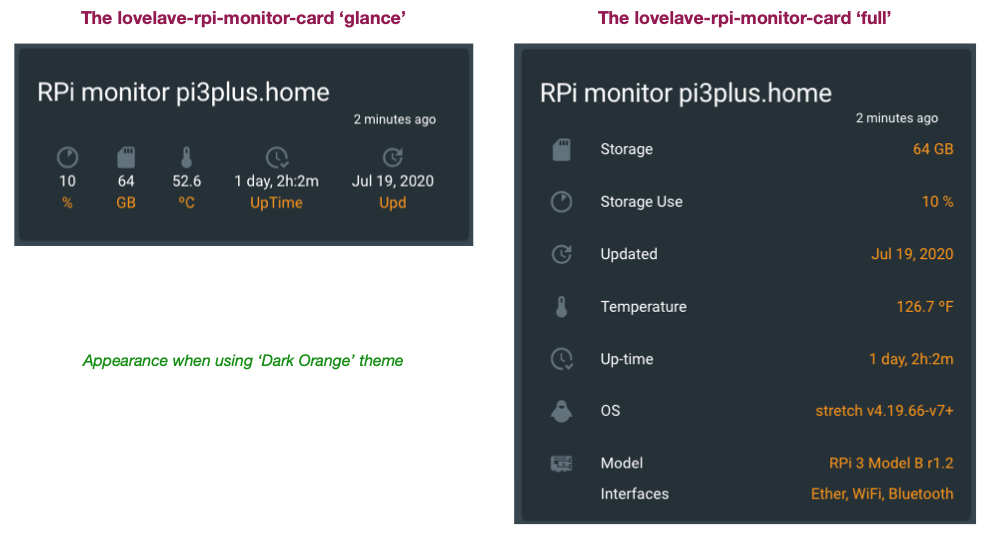 The lovelave-rpi-monitor-card ‘glance’
RPi monitor pi3plus.home
2 minutes ago
10 64 52.6 1 day, 2h:2m Jul 19, 2020
% GB ºC UpTime Upd
Appearance when using ‘Dark Orange’ theme
The lovelave-rpi-monitor-card ‘full’
RPi monitor pi3plus.home
2 minutes ago
Storage 64 GB
Storage Use 10 %
Updated Jul 19, 2020
Temperature 126.7 ºF
Up-time 1 day, 2h:2m
OS stretch v4.19.66-v7+
Model RPi 3 Model B r1.2
Interfaces Ether, WiFi, Bluetooth